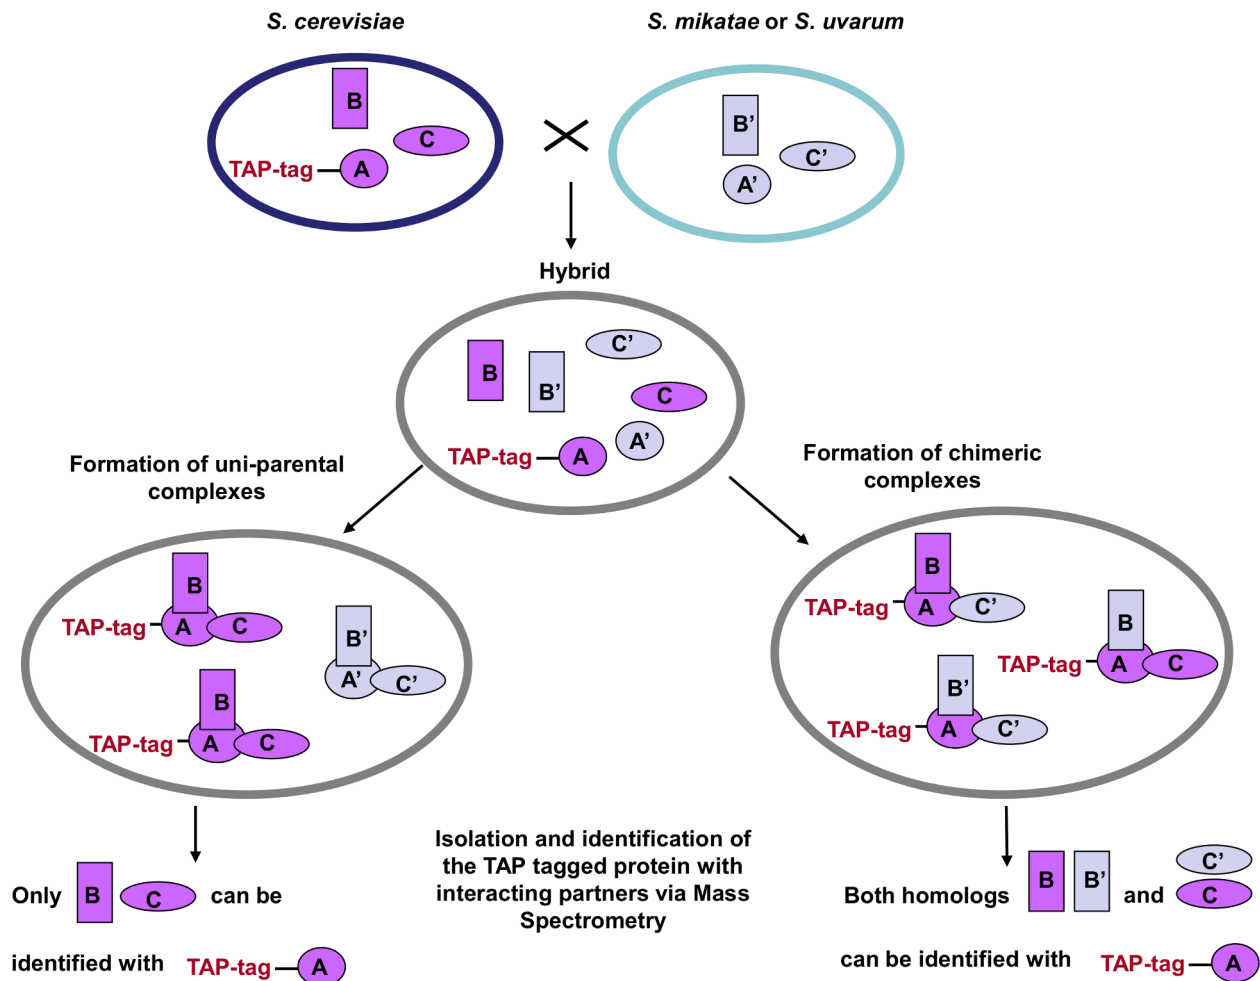 S. cerevisiae
S. mikatae or S. uvarum
B
C
TAP-tag
A
B’
C’
A’
Hybrid
C’
B
B’
C
A’
TAP-tag
A
Formation of uni-parental
complexes
Formation of chimeric
complexes
B
TAP-tag
A
C
B’
A’
C’
B
TAP-tag
A
C
B
TAP-tag
A
C’
B
TAP-tag
A
C
B’
TAP-tag
A
C’
Isolation and identification of
the TAP tagged protein with
interacting partners via Mass
Spectrometry
Only B C can be
identified with TAP-tag A
C’
Both homologs B B’ and C
can be identified with TAP-tag A